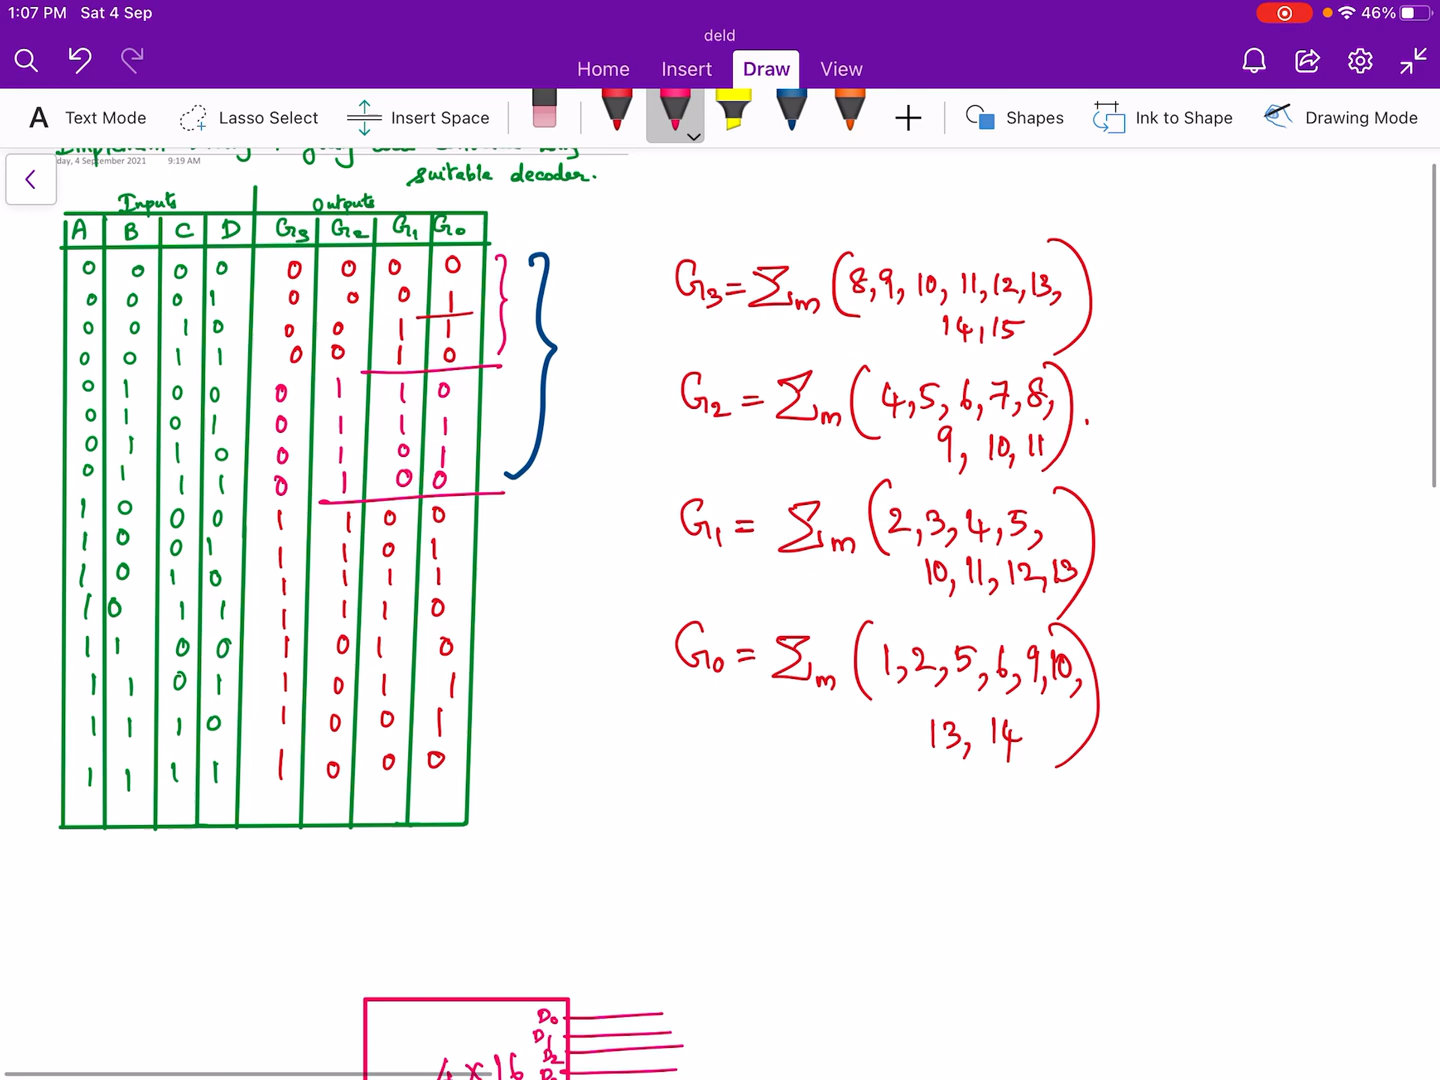 1:07 PM Sat 4 Sep
46%
deld
Home Insert Draw View
A Text Mode Lasso Select Insert Space Shapes Ink to Shape Drawing Mode
day, 4 September 2021 9:19 AM
suitable decoder.
Inputs Outputs
A B C D G3 G2 G1 G0
0 0 0 0 0 0 0 0
0 0 0 1 0 0 0 1
0 0 1 0 0 0 1 1
0 0 1 1 0 0 1 0
0 1 0 0 0 1 1 0
0 1 0 1 0 1 1 1
0 1 1 0 0 1 0 1
0 1 1 1 0 1 0 0
1 0 0 0 1 1 0 0
1 0 0 1 1 1 0 1
1 0 1 0 1 1 1 1
1 0 1 1 1 1 1 0
1 1 0 0 1 0 1 0
1 1 0 1 1 0 1 1
1 1 1 0 1 0 0 1
1 1 1 1 1 0 0 0
G3 = Σm (8, 9, 10, 11, 12, 13,
14, 15)
G2 = Σm (4, 5, 6, 7, 8,
9, 10, 11).
G1 = Σm (2, 3, 4, 5,
10, 11, 12, 13)
G0 = Σm (1, 2, 5, 6, 9, 10,
13, 14)
D0
D1
D2
4 x 16